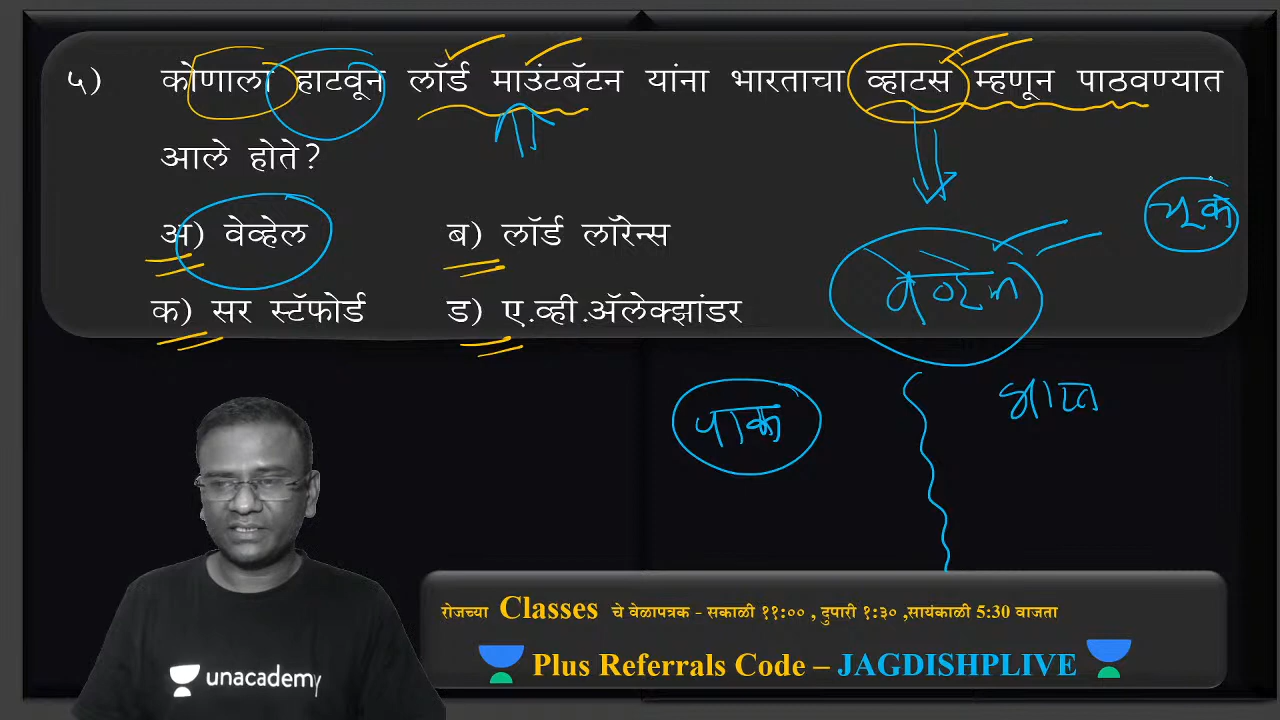 ५) कोणाला हाटवून लॉर्ड माउंटबॅटन यांना भारताचा व्हाटस म्हणून पाठवण्यात
आले होते?
अ) वेव्हेल ब) लॉर्ड लॉरेन्स
चूक
क) सर स्टॅफोर्ड ड) ए.व्ही.ॲलेक्झांडर
पाक भारत
रोजच्या Classes चे वेळापत्रक - सकाळी ११:०० , दुपारी १:३० ,सायंकाळी 5:30 वाजता
Plus Referrals Code – JAGDISHPLIVE
unacademy